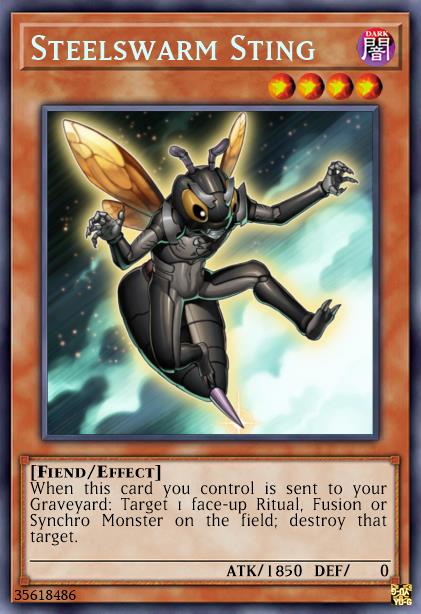 Steelswarm Sting
DARK
闇
[Fiend/Effect]
When this card you control is sent to your
Graveyard: Target 1 face-up Ritual, Fusion or
Synchro Monster on the field; destroy that
target.
ATK/1850 DEF/ 0
35618486